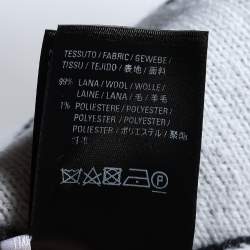 TESSUTO / FABRIC / GEWEBE /
TISSU / TEJIDO / 表地 / 面料
99% LANA / WOOL / WOLLE /
LAINE / LANA / 毛 / 羊毛
1% POLIESTERE / POLYESTER /
POLYESTER / POLYESTER /
POLIESTER / ポリエステル / 聚酯